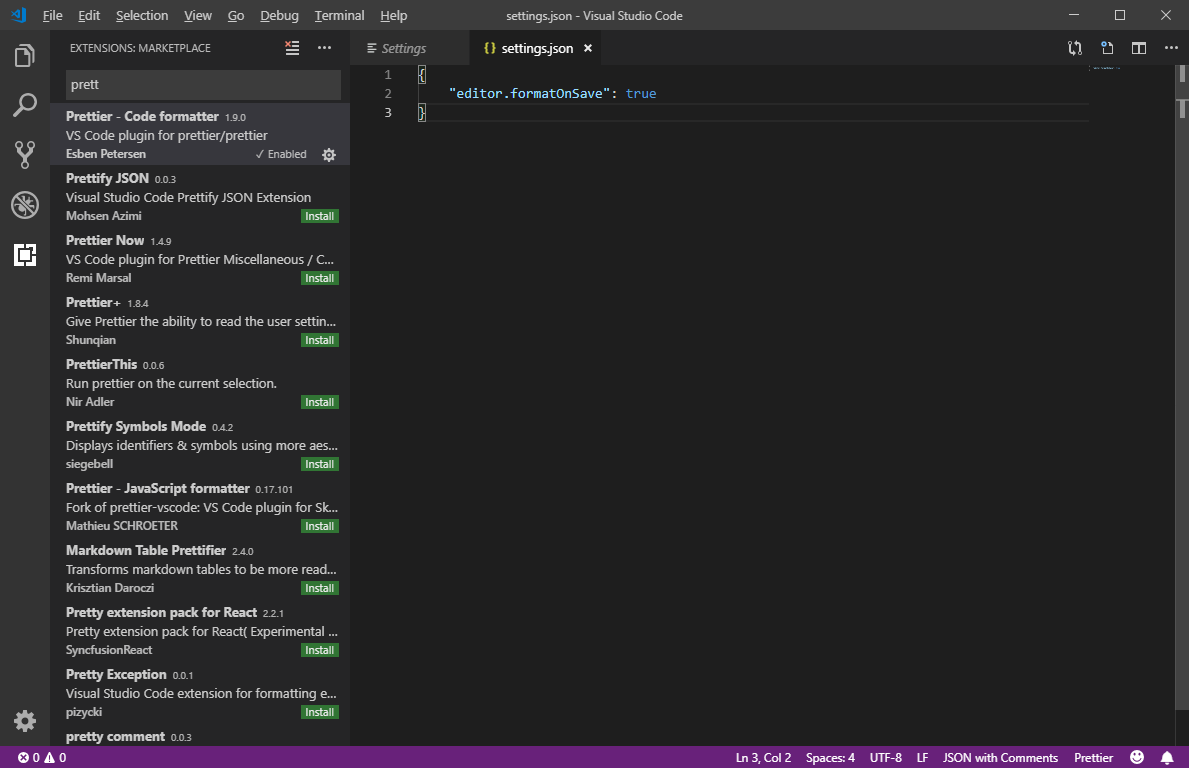 File Edit Selection View Go Debug Terminal Help settings.json - Visual Studio Code
EXTENSIONS: MARKETPLACE
Settings
{} settings.json
prett
Prettier - Code formatter 1.9.0
VS Code plugin for prettier/prettier
Esben Petersen ✓ Enabled
Prettify JSON 0.0.3
Visual Studio Code Prettify JSON Extension
Mohsen Azimi Install
Prettier Now 1.4.9
VS Code plugin for Prettier Miscellaneous / C...
Remi Marsal Install
Prettier+ 1.8.4
Give Prettier the ability to read the user settin...
Shunqian Install
PrettierThis 0.0.6
Run prettier on the current selection.
Nir Adler Install
Prettify Symbols Mode 0.4.2
Displays identifiers & symbols using more aes...
siegebell Install
Prettier - JavaScript formatter 0.17.101
Fork of prettier-vscode: VS Code plugin for Sk...
Mathieu SCHROETER Install
Markdown Table Prettifier 2.4.0
Transforms markdown tables to be more read...
Krisztian Daroczi Install
Pretty extension pack for React 2.2.1
Pretty extension pack for React( Experimental ...
SyncfusionReact Install
Pretty Exception 0.0.1
Visual Studio Code extension for formatting e...
pizycki Install
pretty comment 0.0.3
1 {
2 "editor.formatOnSave": true
3 }
0 0 Ln 3, Col 2 Spaces: 4 UTF-8 LF JSON with Comments Prettier